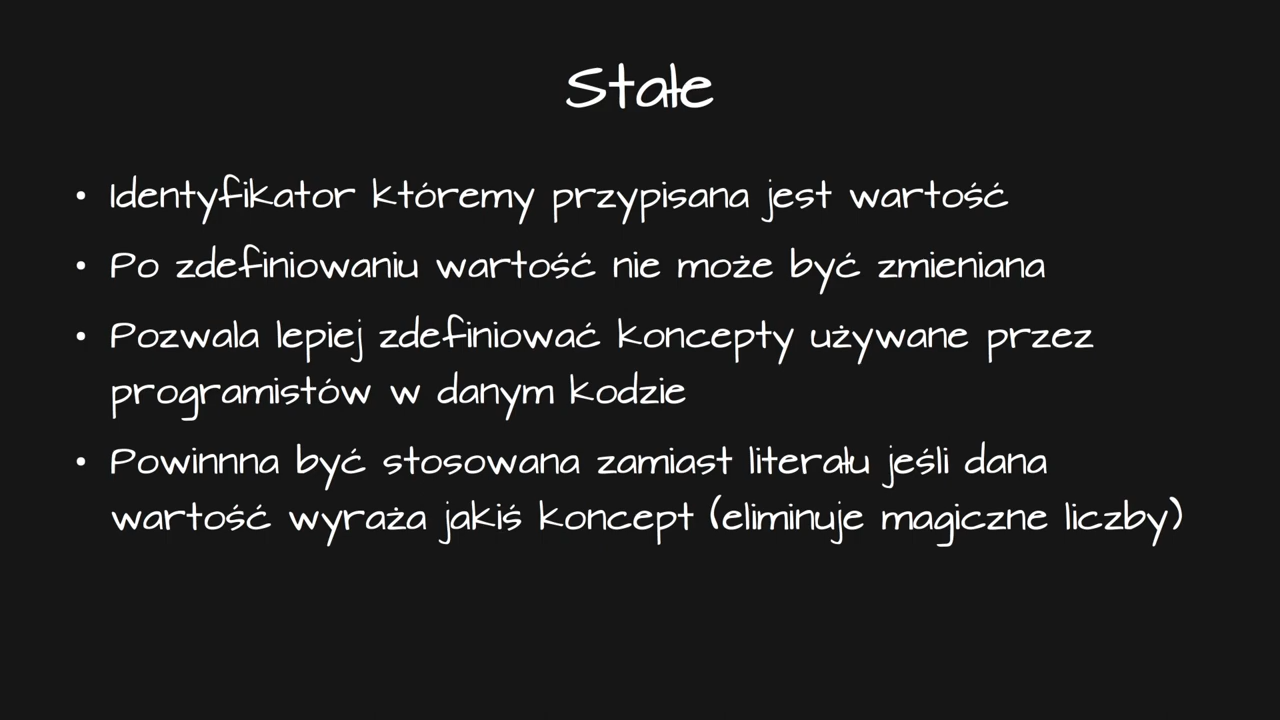 Stałe
• Identyfikator któremy przypisana jest wartość
• Po zdefiniowaniu wartość nie może być zmieniana
• Pozwala lepiej zdefiniować koncepty używane przez
programistów w danym kodzie
• Powinnna być stosowana zamiast literału jeśli dana
wartość wyraża jakiś koncept (eliminuje magiczne liczby)